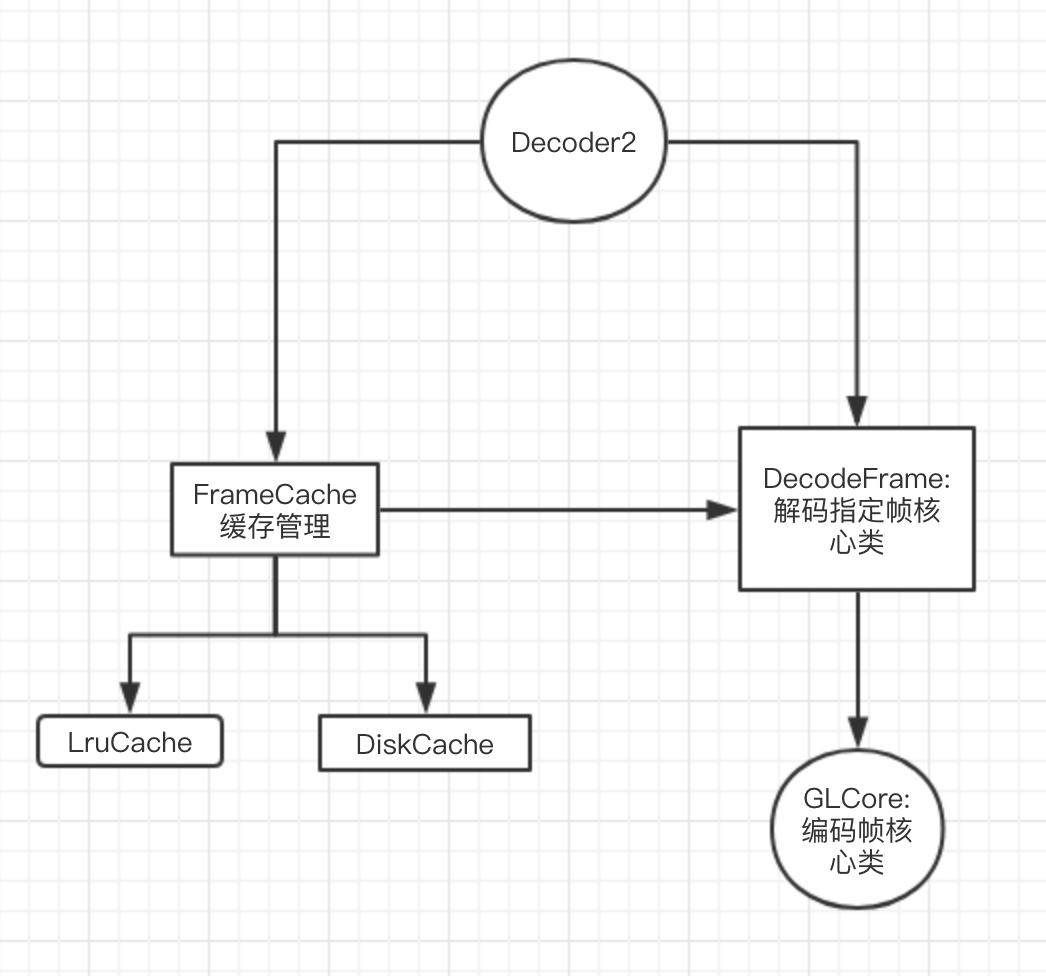 Decoder2
FrameCache
缓存管理
DecodeFrame:
解码指定帧核
心类
LruCache
DiskCache
GLCore:
编码帧核
心类